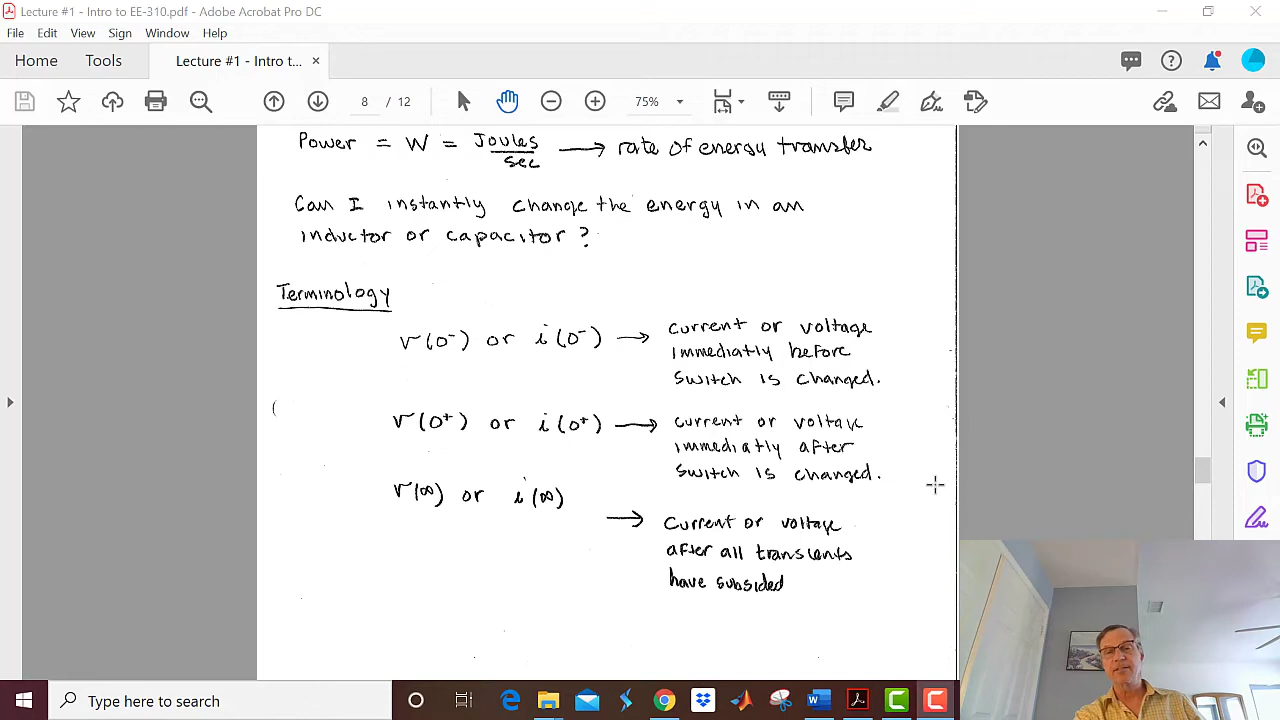 Lecture #1 - Intro to EE-310.pdf - Adobe Acrobat Pro DC
File Edit View Sign Window Help
Home Tools Lecture #1 - Intro t... ×
8 / 12 75%
Power = W = Joules/sec → rate of energy transfer
Can I instantly change the energy in an
inductor or capacitor ?
Terminology
v(0⁻) or i(0⁻) → current or voltage
immediatly before
switch is changed.
v(0⁺) or i(0⁺) → current or voltage
immediatly after
switch is changed.
v(∞) or i(∞) → Current or voltage
after all transients
have subsided
Type here to search